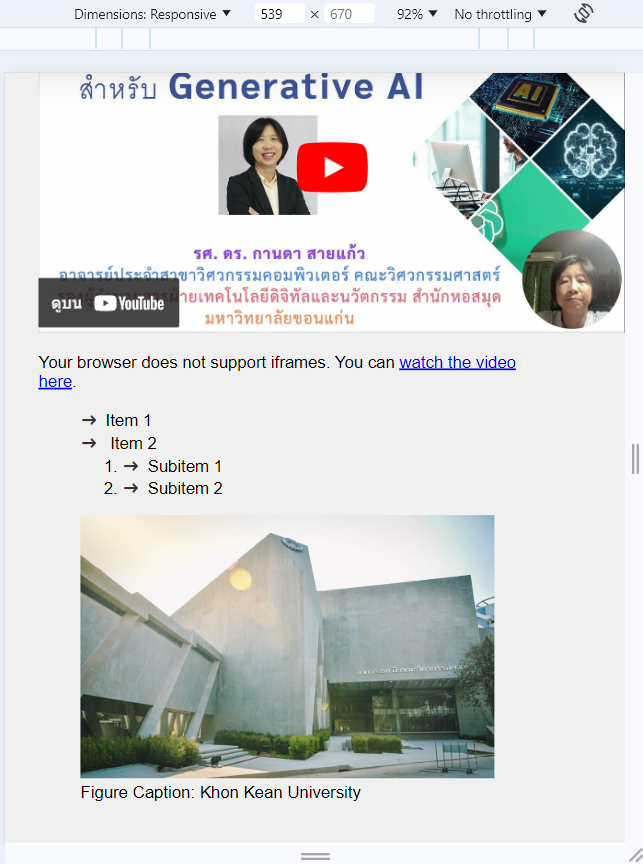 Dimensions: Responsive ▼ 539 × 670 92% ▼ No throttling ▼
สำหรับ Generative AI
AI
รศ. ดร. กานดา สายแก้ว
อาจารย์ประจำสาขาวิศวกรรมคอมพิวเตอร์ คณะวิศวกรรมศาสตร์
ฝ่ายเทคโนโลยีดิจิทัลและนวัตกรรม สำนักหอสมุด
ดูบน YouTube
มหาวิทยาลัยขอนแก่น
Your browser does not support iframes. You can watch the video
here.
→ Item 1
→ Item 2
1. → Subitem 1
2. → Subitem 2
Figure Caption: Khon Kean University